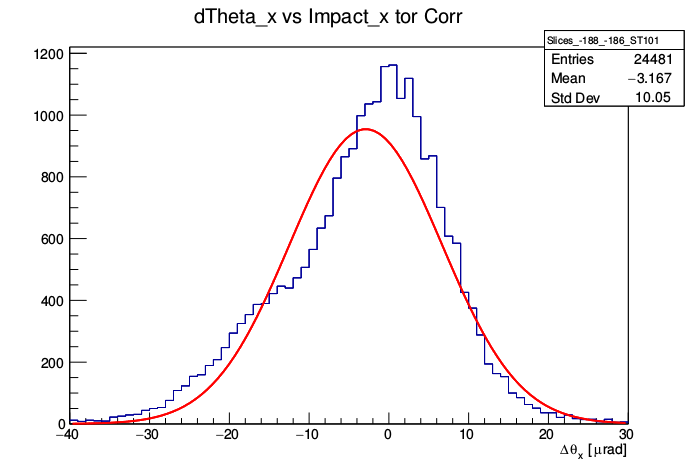 dTheta_x vs Impact_x tor Corr
Slices_-188_-186_ST101
Entries 24481
Mean −3.167
Std Dev 10.05
1200
1000
800
600
400
200
0
−40 −30 −20 −10 0 10 20 30
Δθx [μrad]